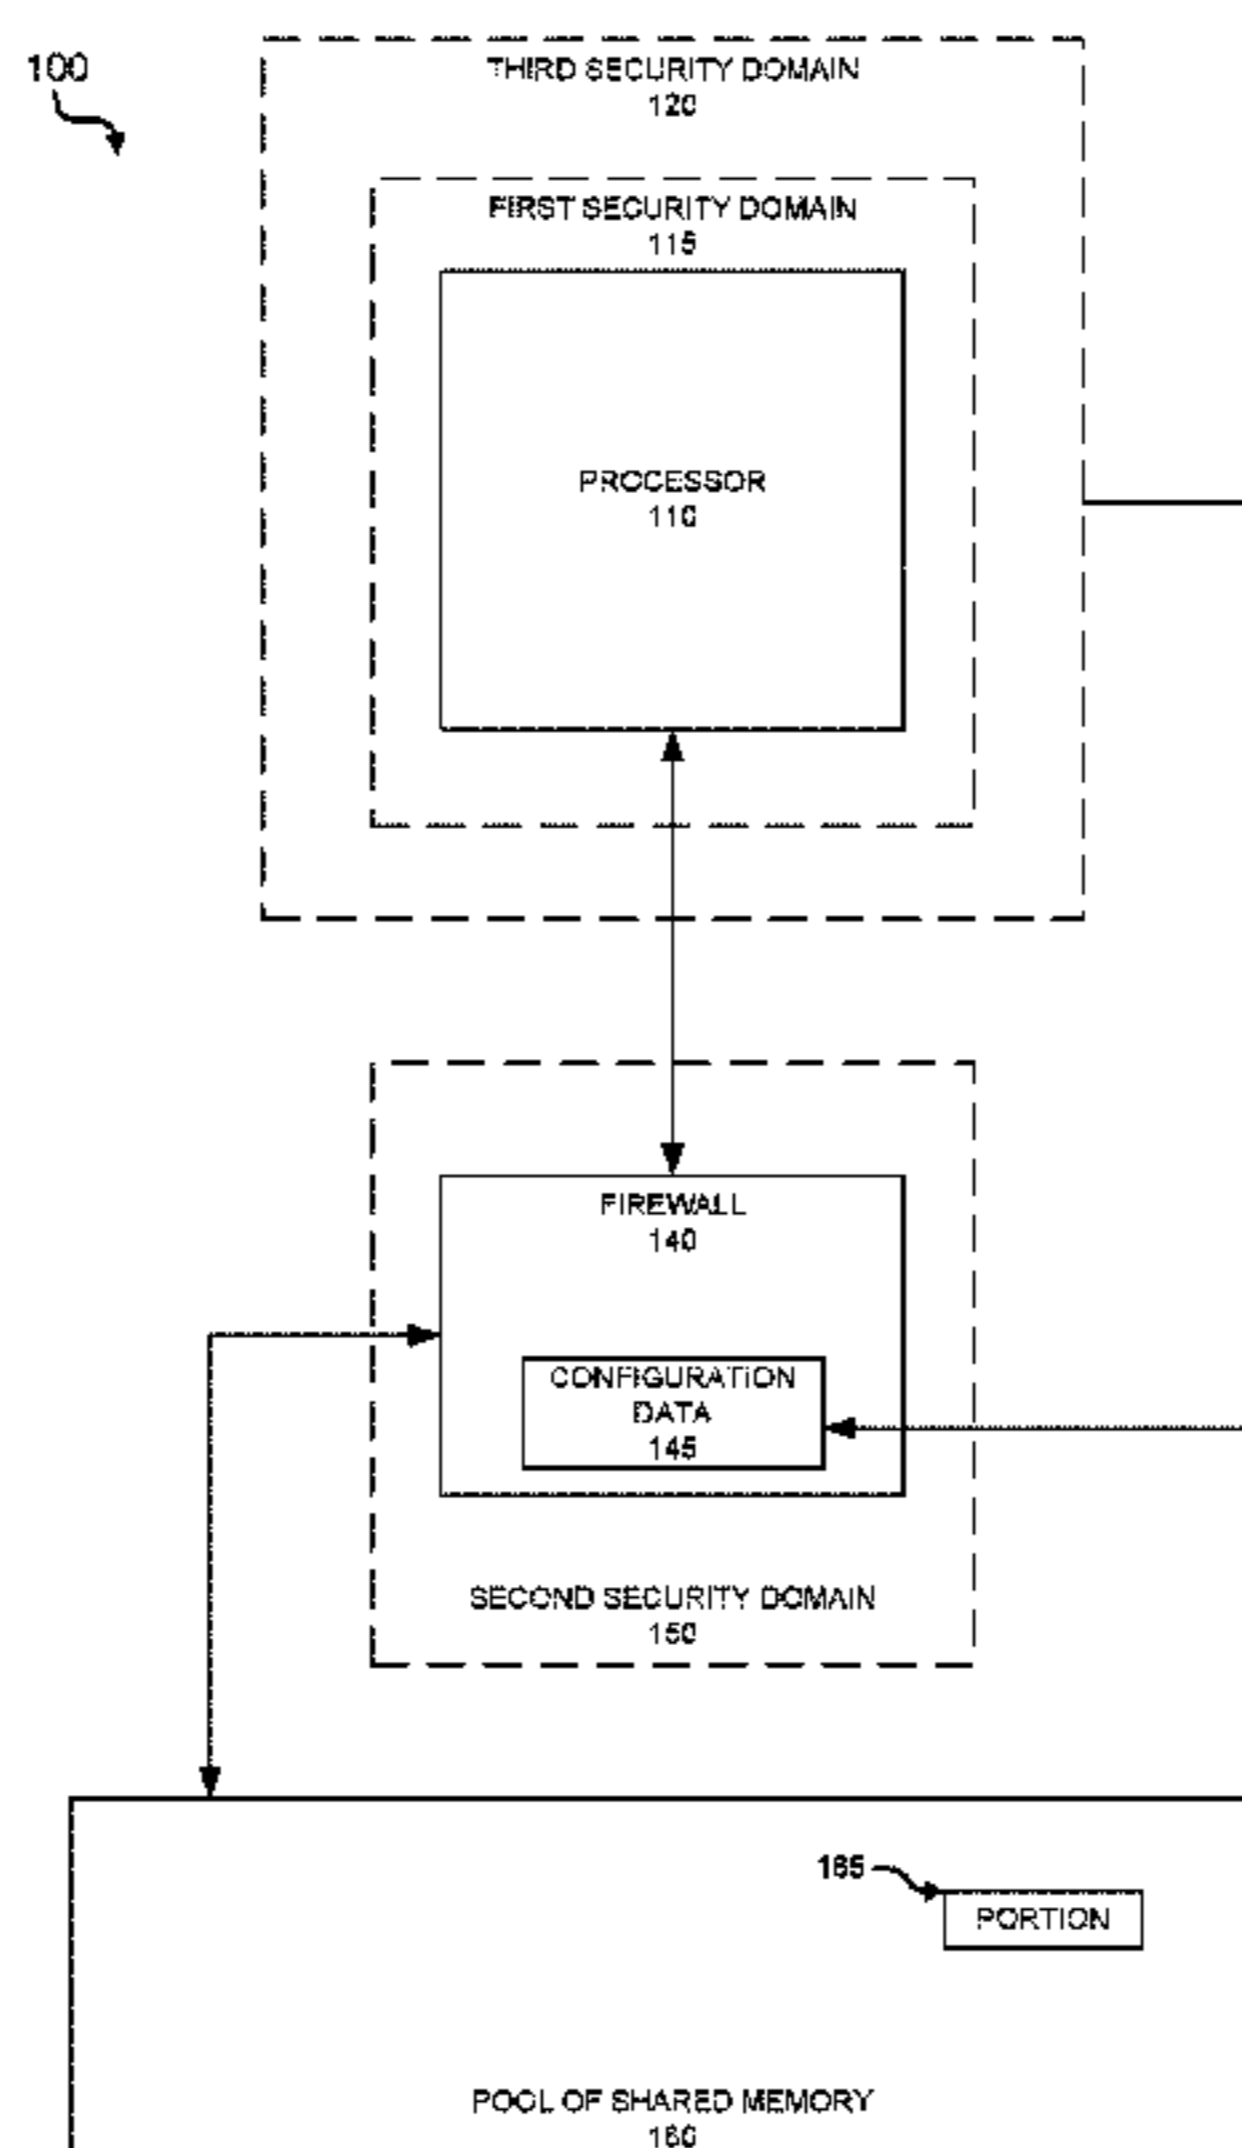 100
THIRD SECURITY DOMAIN
120
FIRST SECURITY DOMAIN
115
PROCESSOR
110
FIREWALL
140
CONFIGURATION
DATA
145
SECOND SECURITY DOMAIN
150
165
PORTION
POOL OF SHARED MEMORY
160